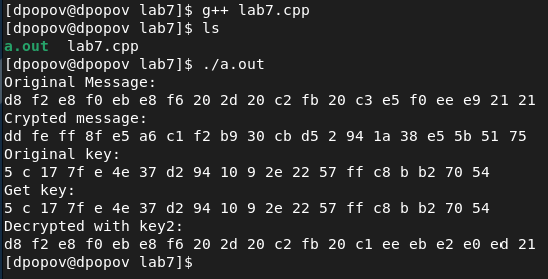 [dpopov@dpopov lab7]$ g++ lab7.cpp
[dpopov@dpopov lab7]$ ls
a.out  lab7.cpp
[dpopov@dpopov lab7]$ ./a.out
Original Message:
d8 f2 e8 f0 eb e8 f6 20 2d 20 c2 fb 20 c3 e5 f0 ee e9 21 21
Crypted message:
dd fe ff 8f e5 a6 c1 f2 b9 30 cb d5 2 94 1a 38 e5 5b 51 75
Original key:
5 c 17 7f e 4e 37 d2 94 10 9 2e 22 57 ff c8 b b2 70 54
Get key:
5 c 17 7f e 4e 37 d2 94 10 9 2e 22 57 ff c8 b b2 70 54
Decrypted with key2:
d8 f2 e8 f0 eb e8 f6 20 2d 20 c2 fb 20 c1 ee eb e2 e0 ed 21
[dpopov@dpopov lab7]$